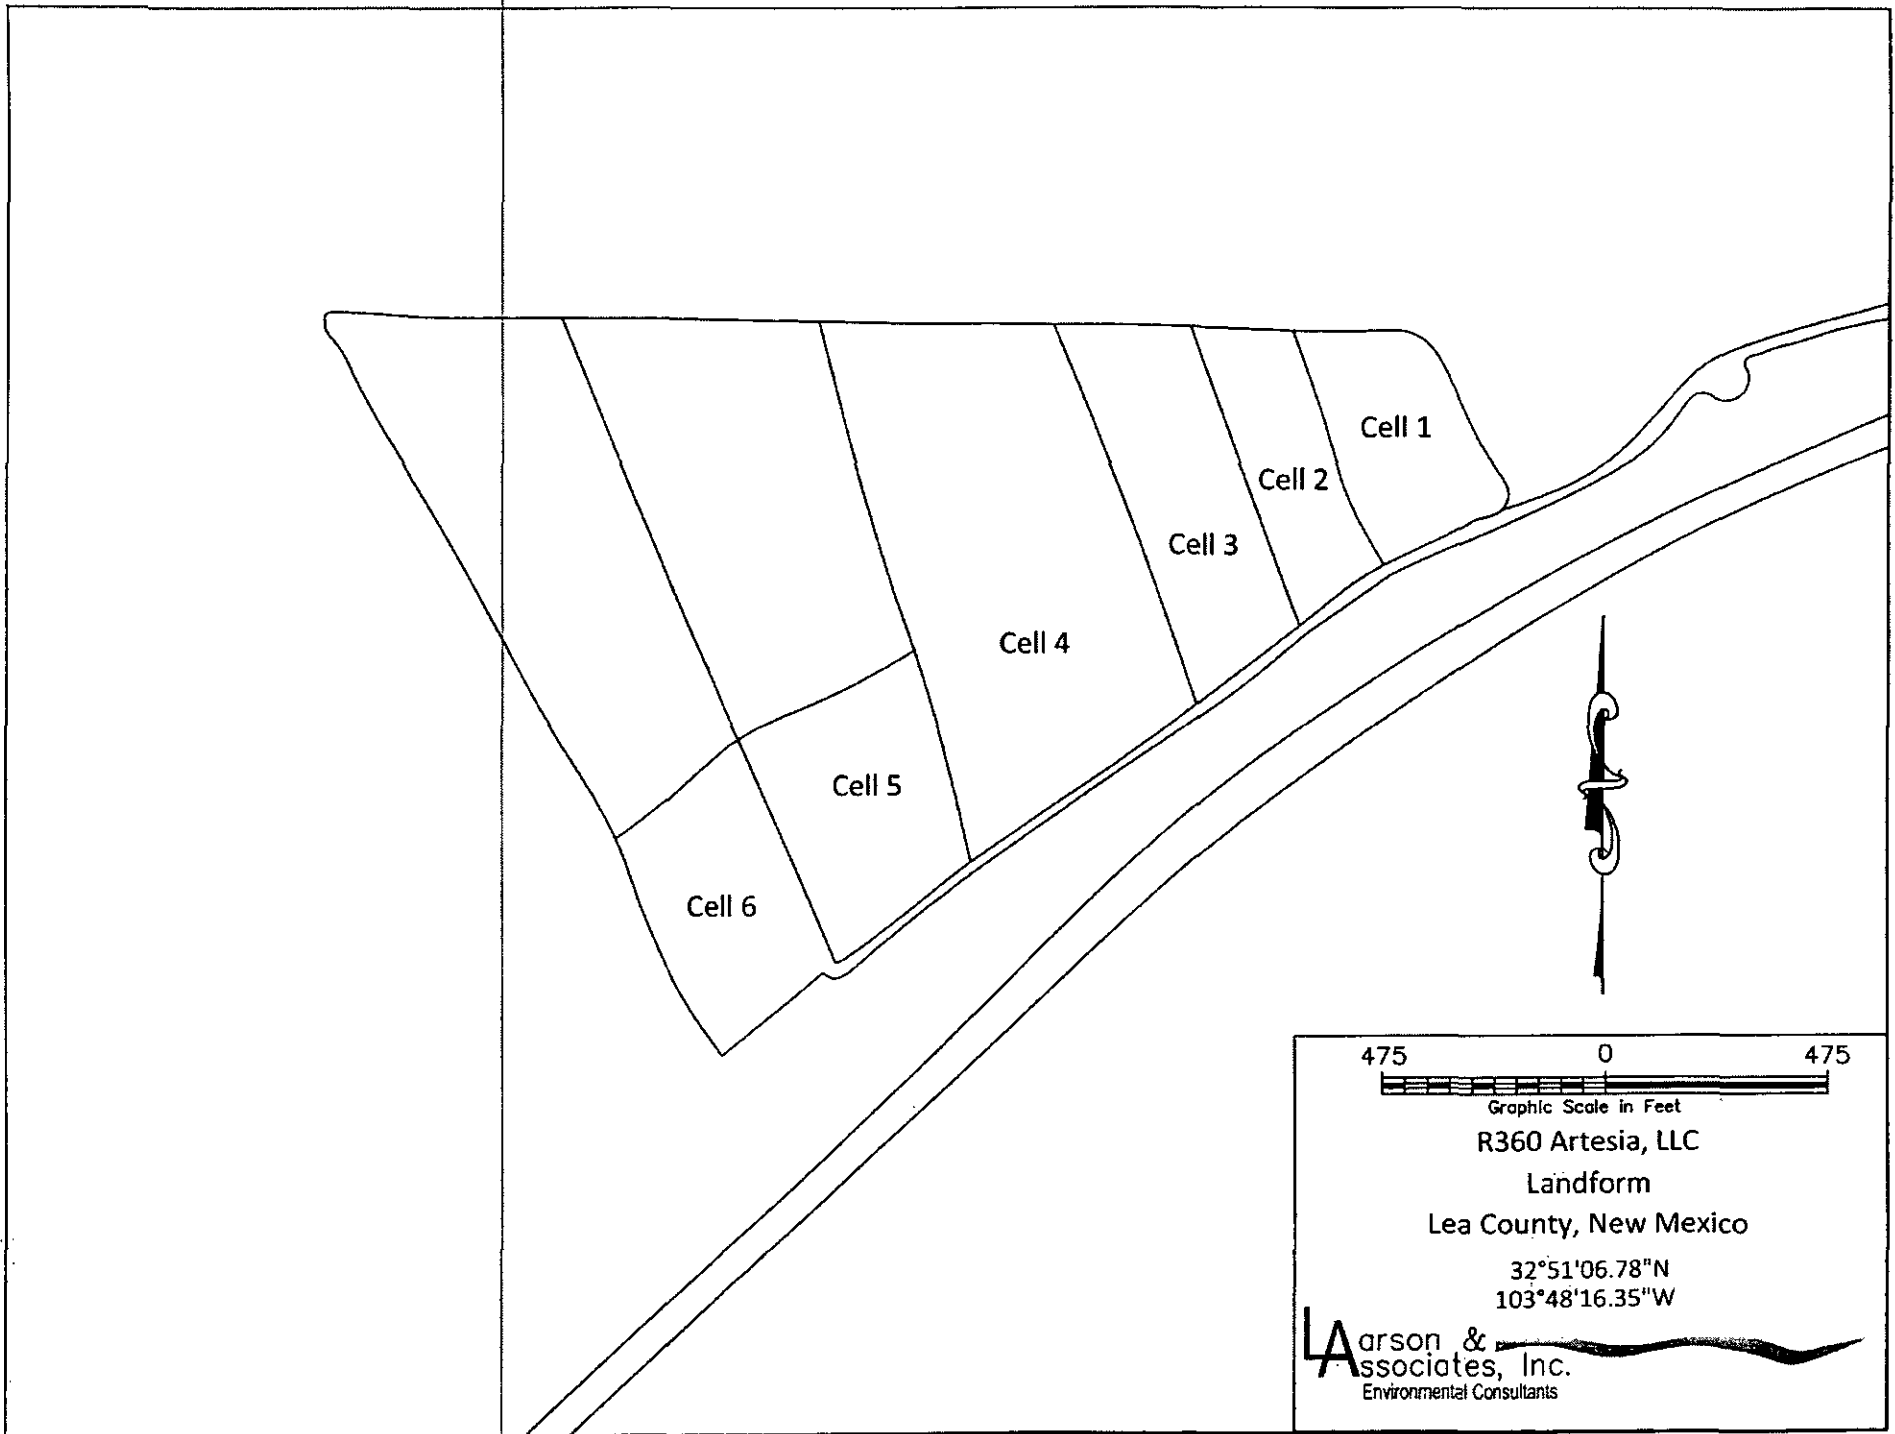 Cell 1
Cell 2
Cell 3
Cell 4
Cell 5
Cell 6
475 0 475
Graphic Scale in Feet
R360 Artesia, LLC
Landform
Lea County, New Mexico
32°51'06.78"N
103°48'16.35"W
Larson &
Associates, Inc.
Environmental Consultants